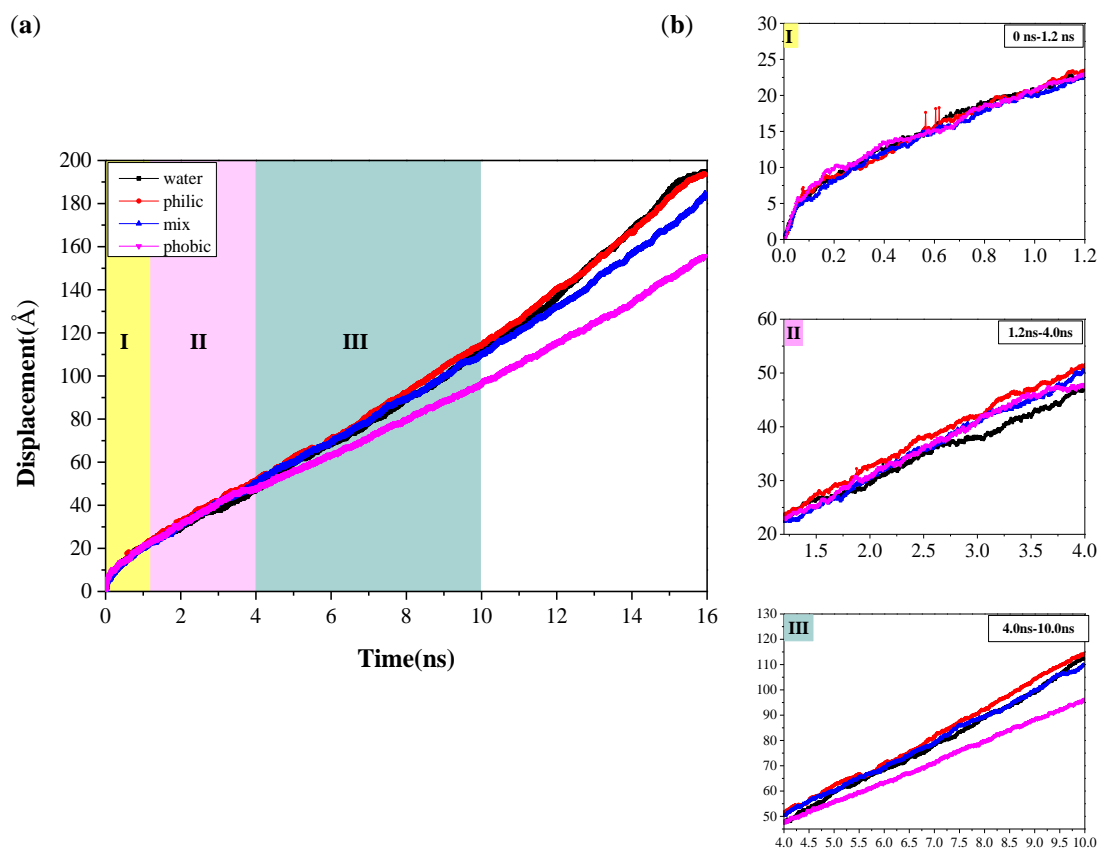 (a)
Displacement(Å)
200
180
160
140
120
100
80
60
40
20
0
water
philic
mix
phobic
I
II
III
0 2 4 6 8 10 12 14 16
Time(ns)
(b)
I
0 ns-1.2 ns
30
25
20
15
10
5
0
0.0 0.2 0.4 0.6 0.8 1.0 1.2
II
1.2ns-4.0ns
60
50
40
30
20
1.5 2.0 2.5 3.0 3.5 4.0
III
4.0ns-10.0ns
130
120
110
100
90
80
70
60
50
4.0 4.5 5.0 5.5 6.0 6.5 7.0 7.5 8.0 8.5 9.0 9.5 10.0